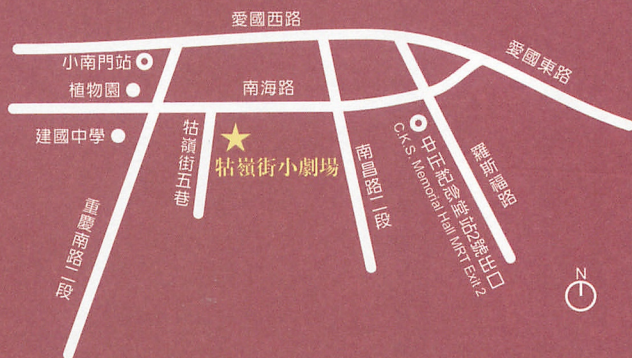 愛國西路
愛國東路
小南門站
植物園
南海路
建國中學
牯嶺街五巷
牯嶺街小劇場
南昌路二段
中正紀念堂站2號出口
C.K.S. Memorial Hall MRT Exit 2
羅斯福路
重慶南路二段
N